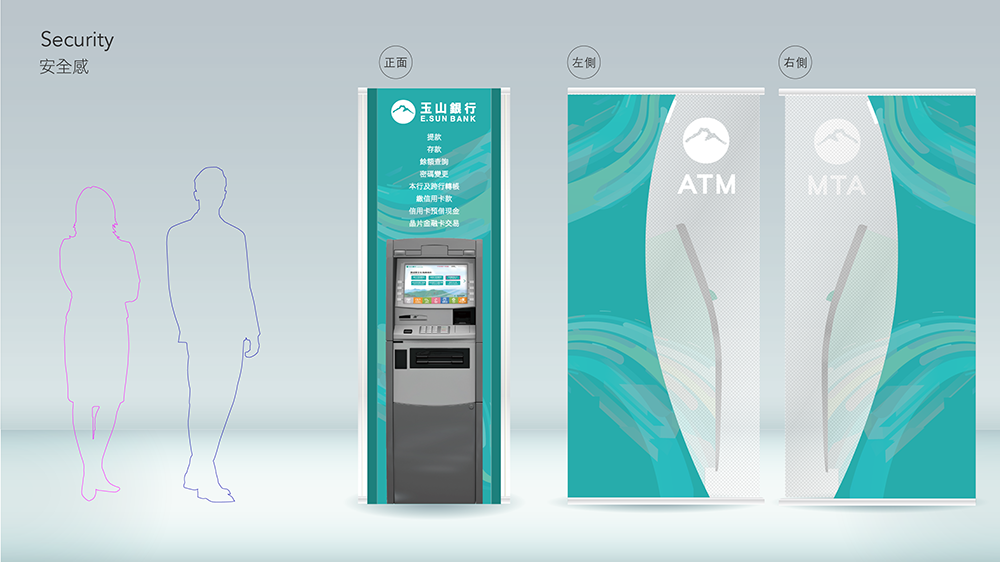 Security
安全感
正面
左側
右側
玉山銀行
E.SUN BANK
提款
存款
餘額查詢
密碼變更
本行及跨行轉帳
繳信用卡款
信用卡預借現金
晶片金融卡交易
ATM
MTA